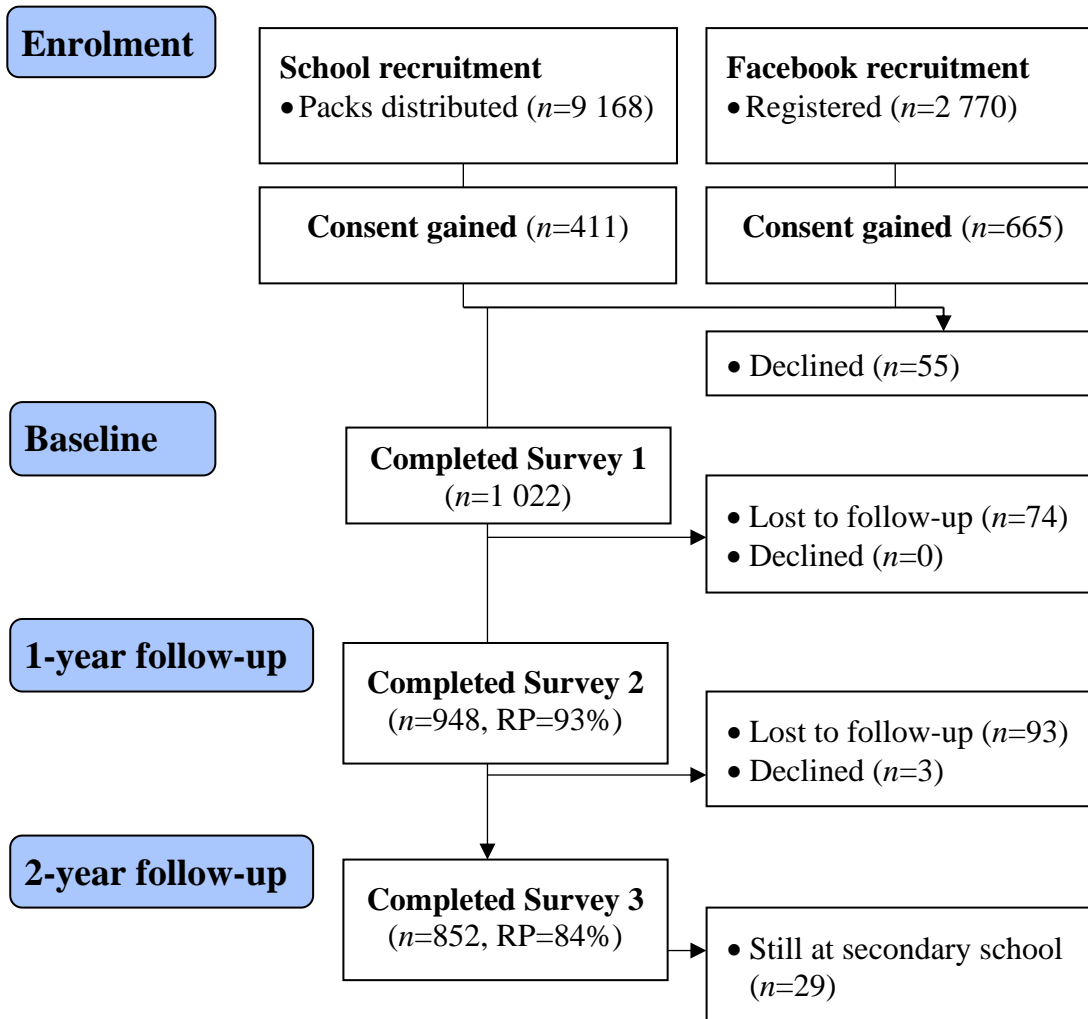 Enrolment
School recruitment
• Packs distributed (n=9 168)
Facebook recruitment
• Registered (n=2 770)
Consent gained (n=411)
Consent gained (n=665)
• Declined (n=55)
Baseline
Completed Survey 1
(n=1 022)
• Lost to follow-up (n=74)
• Declined (n=0)
1-year follow-up
Completed Survey 2
(n=948, RP=93%)
• Lost to follow-up (n=93)
• Declined (n=3)
2-year follow-up
Completed Survey 3
(n=852, RP=84%)
• Still at secondary school
(n=29)